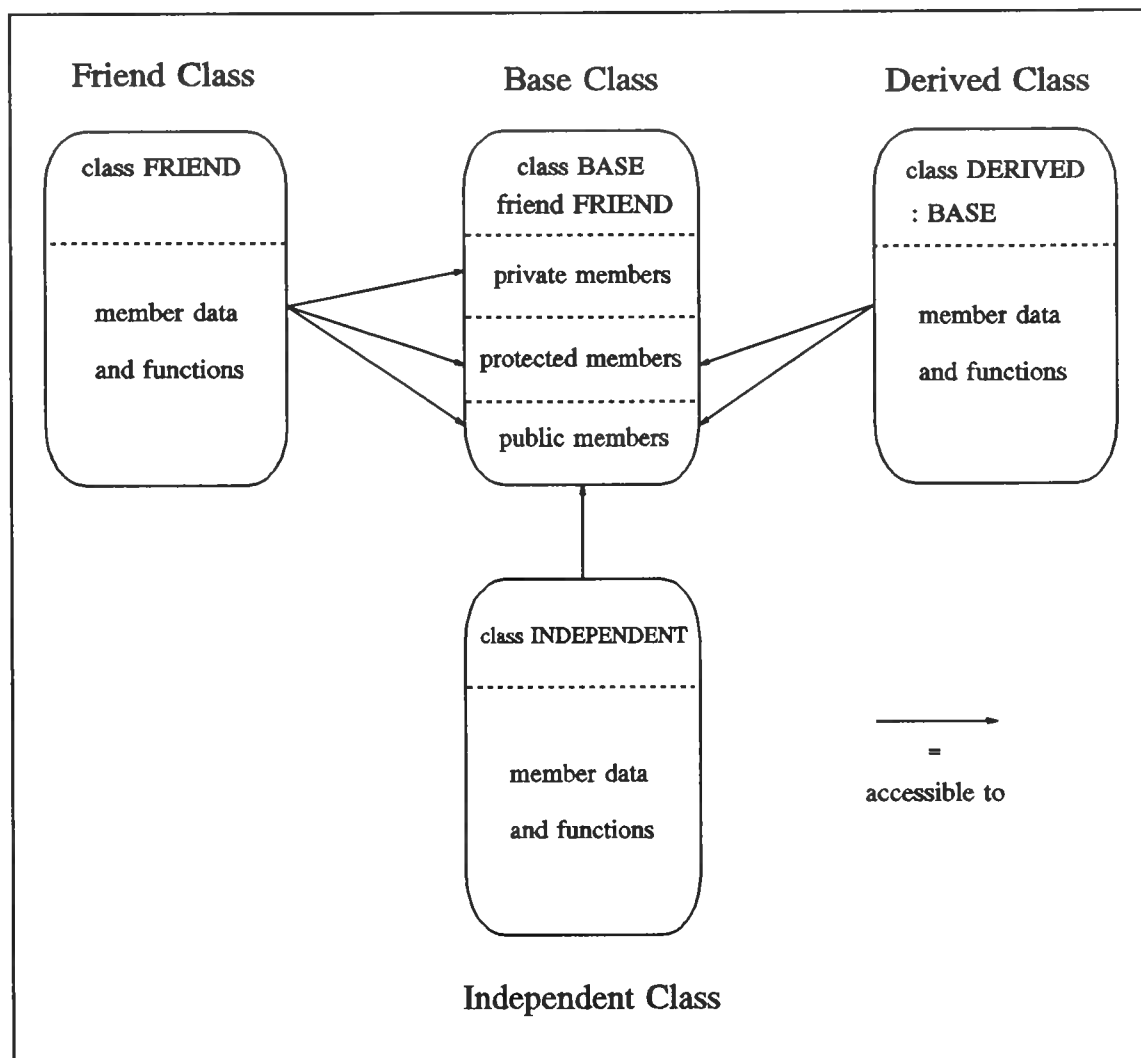 Friend Class
Base Class
Derived Class
class FRIEND
member data
and functions
class BASE
friend FRIEND
private members
protected members
public members
class DERIVED
: BASE
member data
and functions
class INDEPENDENT
member data
and functions
Independent Class
=
accessible to